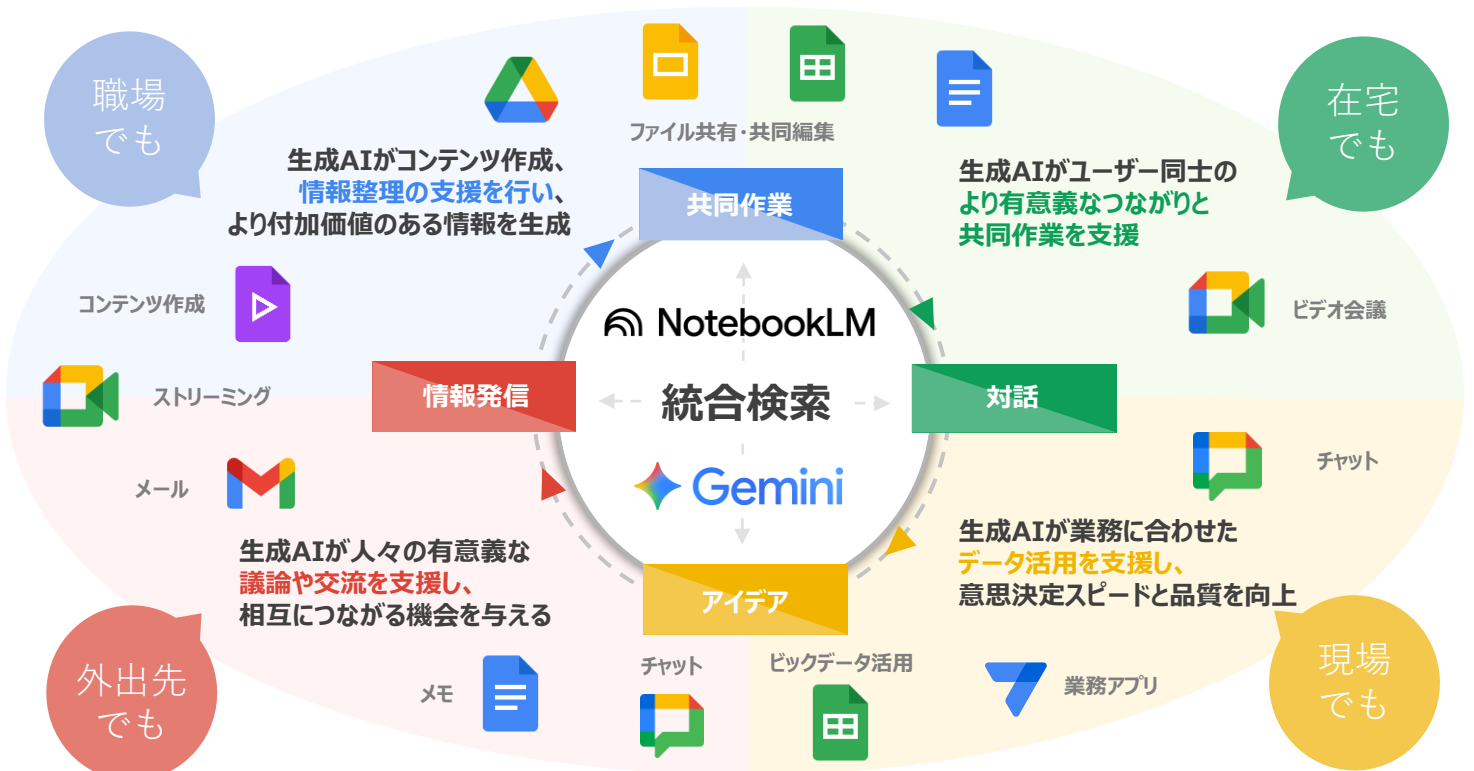 職場
でも
在宅
でも
ファイル共有・共同編集
生成AIがコンテンツ作成、
情報整理の支援を行い、
より付加価値のある情報を生成
共同作業
生成AIがユーザー同士の
より有意義なつながりと
共同作業を支援
コンテンツ作成
ストリーミング
ビデオ会議
NotebookLM
情報発信
統合検索
対話
Gemini
メール
チャット
生成AIが人々の有意義な
議論や交流を支援し、
相互につながる機会を与える
アイデア
生成AIが業務に合わせた
データ活用を支援し、
意思決定スピードと品質を向上
外出先
でも
メモ
チャット
ビックデータ活用
業務アプリ
現場
でも